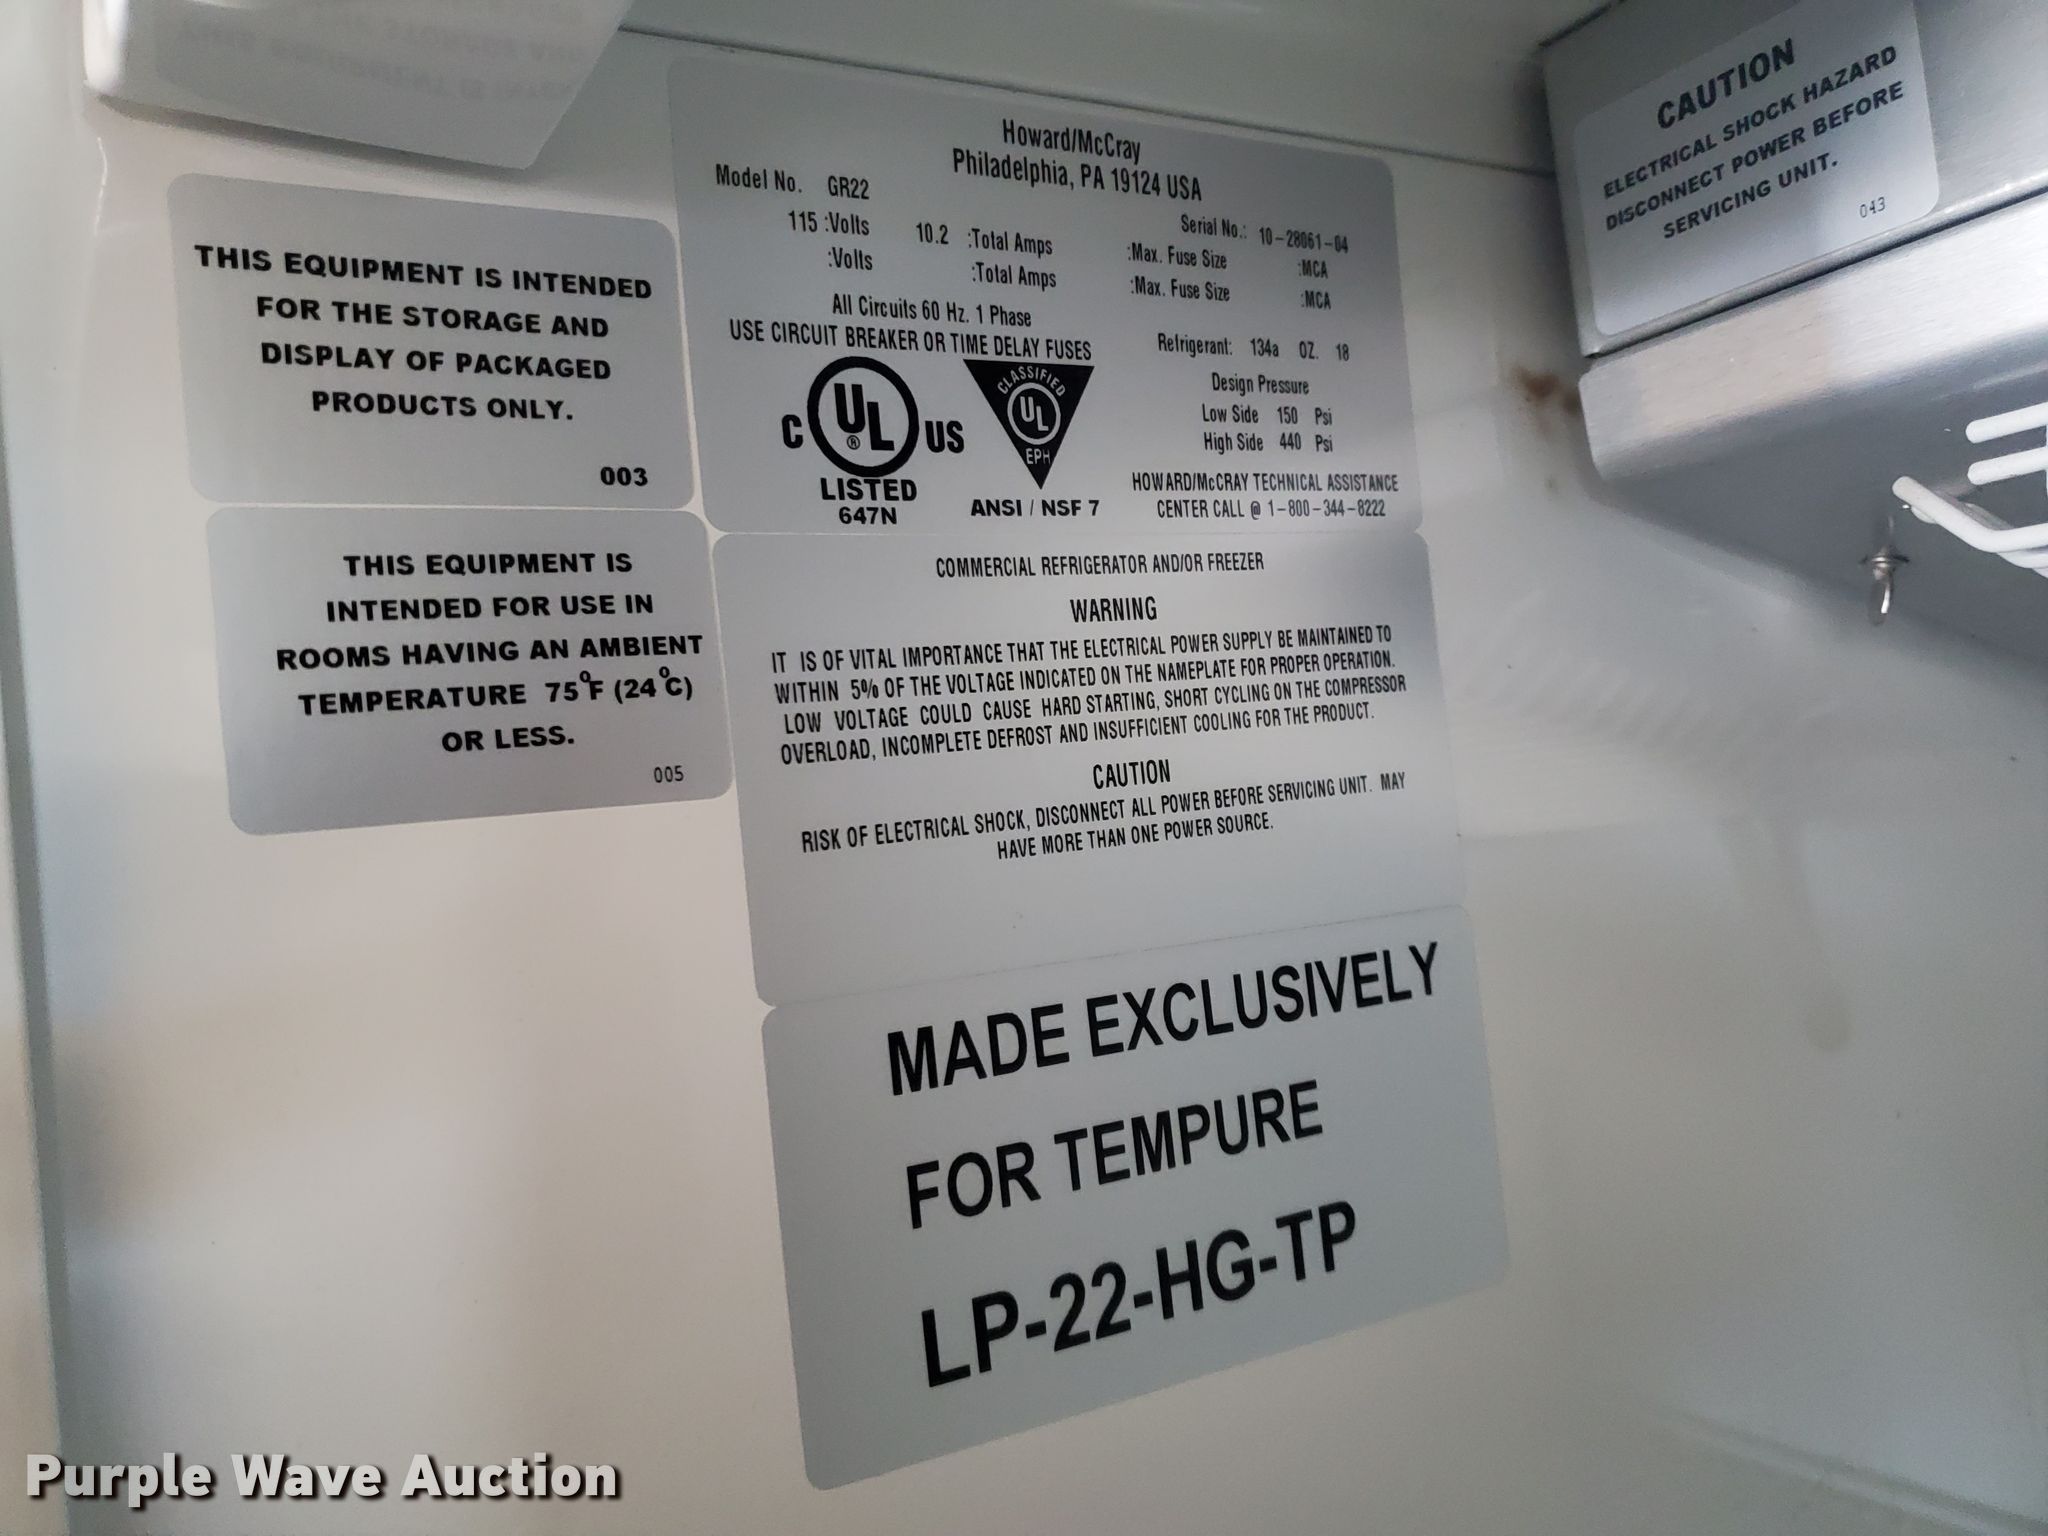 THIS EQUIPMENT IS INTENDED
FOR THE STORAGE AND
DISPLAY OF PACKAGED
PRODUCTS ONLY.
003
THIS EQUIPMENT IS
INTENDED FOR USE IN
ROOMS HAVING AN AMBIENT
TEMPERATURE 75°F (24°C)
OR LESS.
005
Howard/McCray
Philadelphia, PA 19124 USA
Model No. GR22
Serial No.: 10-28061-04
115 :Volts 10.2 :Total Amps :Max. Fuse Size :MCA
:Volts :Total Amps :Max. Fuse Size :MCA
All Circuits 60 Hz. 1 Phase
USE CIRCUIT BREAKER OR TIME DELAY FUSES
Refrigerant: 134a OZ. 18
Design Pressure
Low Side 150 Psi
High Side 440 Psi
C UL ® US
LISTED
647N
CLASSIFIED
UL
EPH
ANSI / NSF 7
HOWARD/McCRAY TECHNICAL ASSISTANCE
CENTER CALL @ 1-800-344-8222
COMMERCIAL REFRIGERATOR AND/OR FREEZER
WARNING
IT IS OF VITAL IMPORTANCE THAT THE ELECTRICAL POWER SUPPLY BE MAINTAINED TO
WITHIN 5% OF THE VOLTAGE INDICATED ON THE NAMEPLATE FOR PROPER OPERATION.
LOW VOLTAGE COULD CAUSE HARD STARTING, SHORT CYCLING ON THE COMPRESSOR
OVERLOAD, INCOMPLETE DEFROST AND INSUFFICIENT COOLING FOR THE PRODUCT.
CAUTION
RISK OF ELECTRICAL SHOCK, DISCONNECT ALL POWER BEFORE SERVICING UNIT. MAY
HAVE MORE THAN ONE POWER SOURCE.
MADE EXCLUSIVELY
FOR TEMPURE
LP-22-HG-TP
CAUTION
ELECTRICAL SHOCK HAZARD
DISCONNECT POWER BEFORE
SERVICING UNIT.
043
Purple Wave Auction